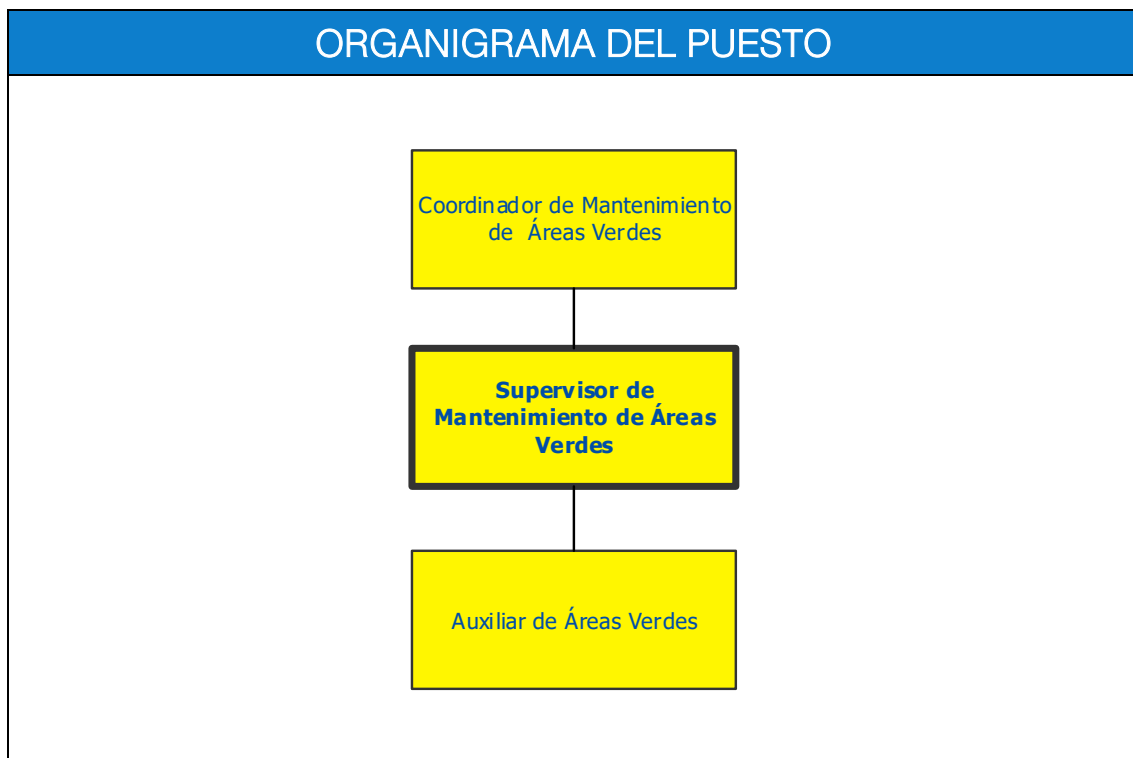 ORGANIGRAMA DEL PUESTO
Coordinador de Mantenimiento
de Áreas Verdes
Supervisor de
Mantenimiento de Áreas
Verdes
Auxiliar de Áreas Verdes